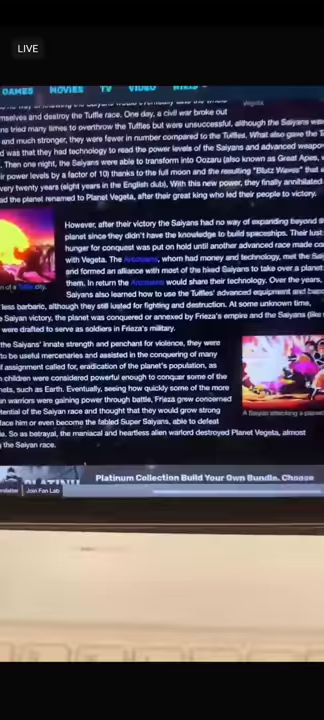 LIVE
GAMES MOVIES TV VIDEO WIKIS
Vegeta
mselves and destroy the Tuffle race. One day, a civil war broke out
ns tried many times to overthrow the Tuffles but were unsuccessful, although the Saiyans were
and much stronger, they were fewer in number compared to the Tuffles. What also gave the T
d was that they had technology to read the power levels of the Saiyans and advanced weapo
. Then one night, the Saiyans were able to transform into Oozaru (also known as Great Apes,
ir power levels by a factor of 10) thanks to the full moon and the resulting "Blutz Waves" that
very twenty years (eight years in the English dub). With this new power, they finally annihilated
ed the planet renamed to Planet Vegeta, after their great king who led their people to victory.
However, after their victory the Saiyans had no way of expanding beyond
planet since they didn't have the knowledge to build spaceships. Their lust
hunger for conquest was put on hold until another advanced race made co
with Vegeta. The Arcosians, whom had money and technology, met the Sai
and formed an alliance with most of the hired Saiyans to take over a planet
them. In return the Arcosians would share their technology. Over the years,
n of a Tuffle city.
Saiyans also learned how to use the Tuffles' advanced equipment and
less barbaric, although they still lusted for fighting and destruction. At some unknown time,
e Saiyan victory, the planet was conquered or annexed by Frieza's empire and the Saiyans (like
were drafted to serve as soldiers in Frieza's military.
the Saiyans' innate strength and penchant for violence, they were
to be useful mercenaries and assisted in the conquering of many
f assignment called for, eradication of the planet's population, as
n children were considered powerful enough to conquer some of the
nets, such as Earth. Eventually, seeing how quickly some of the more
n warriors were gaining power through battle, Frieza grew concerned
tential of the Saiyan race and thought that they would grow strong
face him or even become the fabled Super Saiyans, able to defeat
A Saiyan attacking a planet
le. So as betrayal, the maniacal and heartless alien warlord destroyed Planet Vegeta, almost
g the Saiyan race.
PLATINUM
Platinum Collection Build Your Own Bundle. Choose
Join Fan Lab